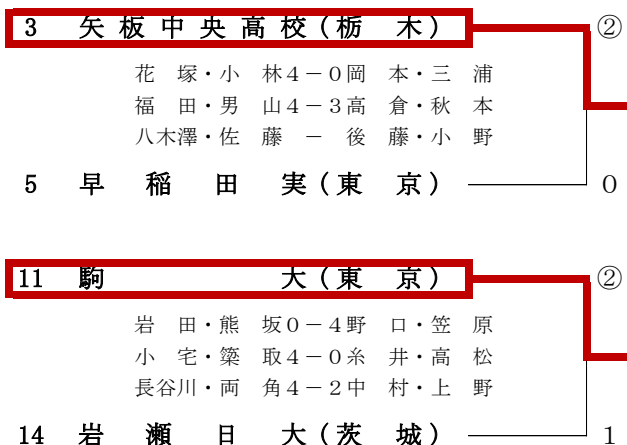 3 矢板中央高校(栃 木) ②
花 塚・小 林4－0岡 本・三 浦
福 田・男 山4－3高 倉・秋 本
八木澤・佐 藤 － 後 藤・小 野
5 早 稲 田 実(東 京) 0
11 駒 大(東 京) ②
岩 田・熊 坂0－4野 口・笠 原
小 宅・簗 取4－0糸 井・高 松
長谷川・両 角4－2中 村・上 野
14 岩 瀬 日 大(茨 城) 1